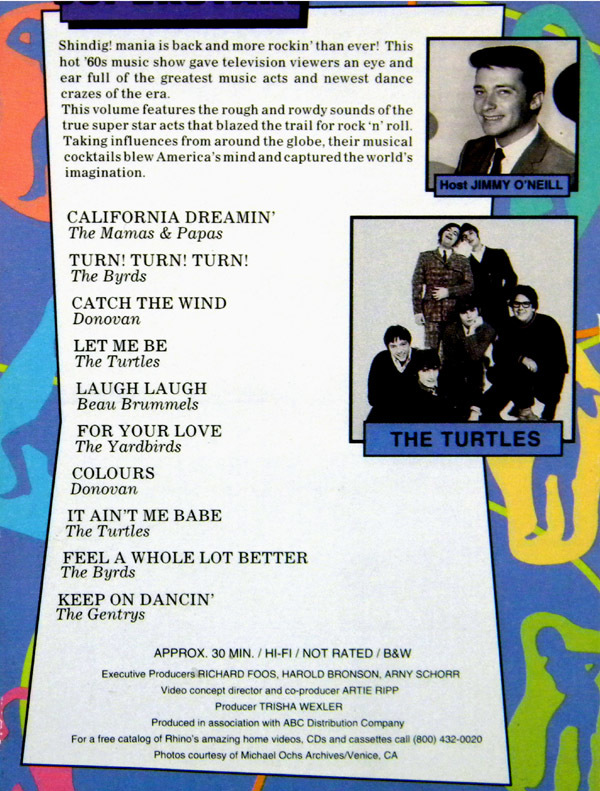 Shindig! mania is back and more rockin' than ever! This
hot '60s music show gave television viewers an eye and
ear full of the greatest music acts and newest dance
crazes of the era.
This volume features the rough and rowdy sounds of the
true super star acts that blazed the trail for rock 'n' roll.
Taking influences from around the globe, their musical
cocktails blew America's mind and captured the world's
imagination.
Host JIMMY O'NEILL
CALIFORNIA DREAMIN'
The Mamas & Papas
TURN! TURN! TURN!
The Byrds
CATCH THE WIND
Donovan
LET ME BE
The Turtles
LAUGH LAUGH
Beau Brummels
FOR YOUR LOVE
The Yardbirds
COLOURS
Donovan
IT AIN'T ME BABE
The Turtles
FEEL A WHOLE LOT BETTER
The Byrds
KEEP ON DANCIN'
The Gentrys
THE TURTLES
APPROX. 30 MIN. / HI-FI / NOT RATED / B&W
Executive Producers RICHARD FOOS, HAROLD BRONSON, ARNY SCHORR
Video concept director and co-producer ARTIE RIPP
Producer TRISHA WEXLER
Produced in association with ABC Distribution Company
For a free catalog of Rhino's amazing home videos, CDs and cassettes call (800) 432-0020
Photos courtesy of Michael Ochs Archives/Venice, CA